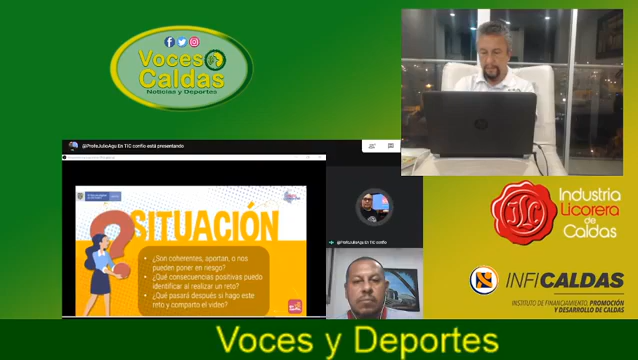 Voces
Caldas
Noticias y Deportes
@ProfeJulioAgu En TIC confío está presentando
SITUACIÓN
• ¿Son coherentes, aportan, o nos
pueden poner en riesgo?
• ¿Qué consecuencias positivas puedo
identificar al realizar un reto?
• ¿Qué pasará después si hago este
reto y comparto el video?
@ProfeJulioAgu En TIC confío
Industria
Licorera
de
Caldas
ILC
INFICALDAS
INSTITUTO DE FINANCIAMIENTO, PROMOCIÓN
Y DESARROLLO DE CALDAS
Voces y Deportes